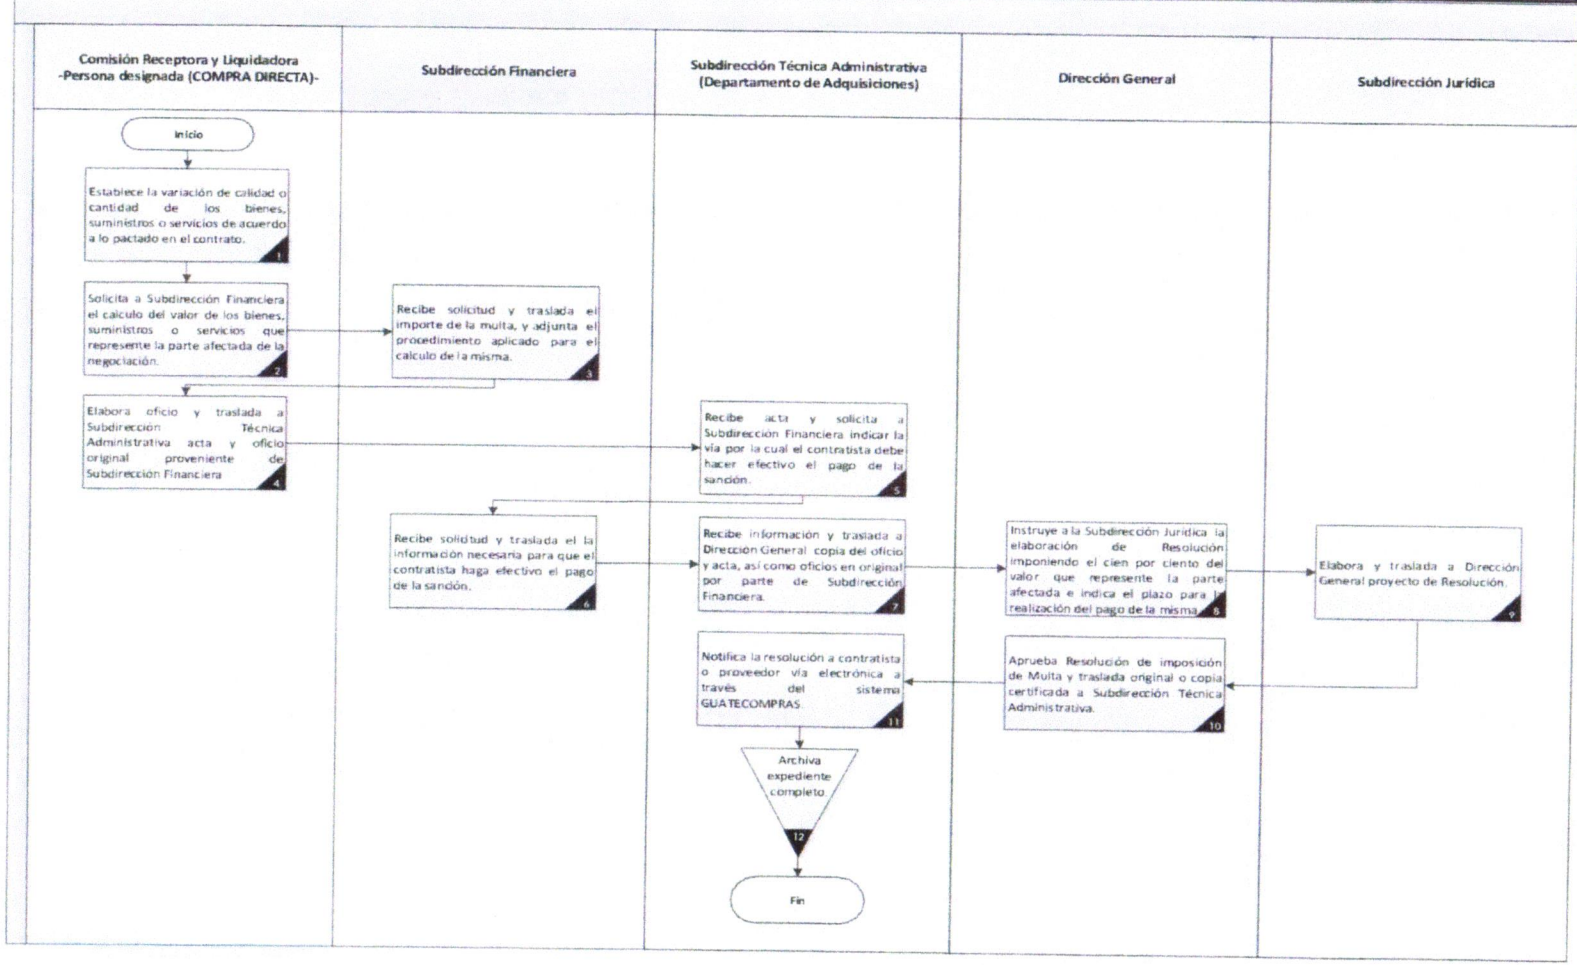 Comisión Receptora y Liquidadora
-Persona designada (COMPRA DIRECTA)-
Subdirección Financiera
Subdirección Técnica Administrativa
(Departamento de Adquisiciones)
Dirección General
Subdirección Jurídica
Inicio
Establece la variación de calidad o
cantidad de los bienes,
suministros o servicios de acuerdo
a lo pactado en el contrato.
1
Solicita a Subdirección Financiera
el calculo del valor de los bienes,
suministros o servicios que
represente la parte afectada de la
negociación.
2
Recibe solicitud y traslada el
importe de la multa, y adjunta el
procedimiento aplicado para el
calculo de la misma.
3
Elabora oficio y traslada a
Subdirección Técnica
Administrativa acta y oficio
original proveniente de
Subdirección Financiera
4
Recibe acta y solicita a
Subdirección Financiera indicar la
vía por la cual el contratista debe
hacer efectivo el pago de la
sanción.
5
Recibe solicitud y traslada el la
información necesaria para que el
contratista haga efectivo el pago
de la sanción.
6
Recibe información y traslada a
Dirección General copia del oficio
y acta, así como oficios en original
por parte de Subdirección
Financiera.
7
Instruye a la Subdirección Jurídica la
elaboración de Resolución
imponiendo el cien por ciento del
valor que represente la parte
afectada e indica el plazo para la
realización del pago de la misma.
8
Elabora y traslada a Dirección
General proyecto de Resolución.
9
Aprueba Resolución de imposición
de Multa y traslada original o copia
certificada a Subdirección Técnica
Administrativa.
10
Notifica la resolución a contratista
o proveedor vía electrónica a
través del sistema
GUATECOMPRAS.
11
Archiva
expediente
completo.
12
Fin